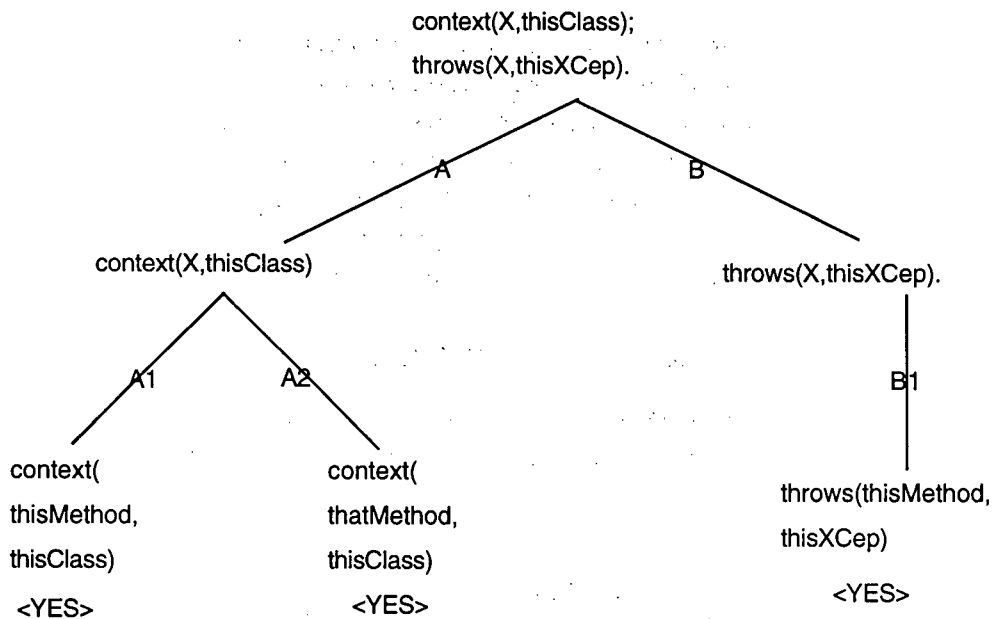 context(X,thisClass);
throws(X,thisXCep).
A
B
context(X,thisClass)
throws(X,thisXCep).
A1
A2
B1
context(
thisMethod,
thisClass)
<YES>
context(
thatMethod,
thisClass)
<YES>
throws(thisMethod,
thisXCep)
<YES>